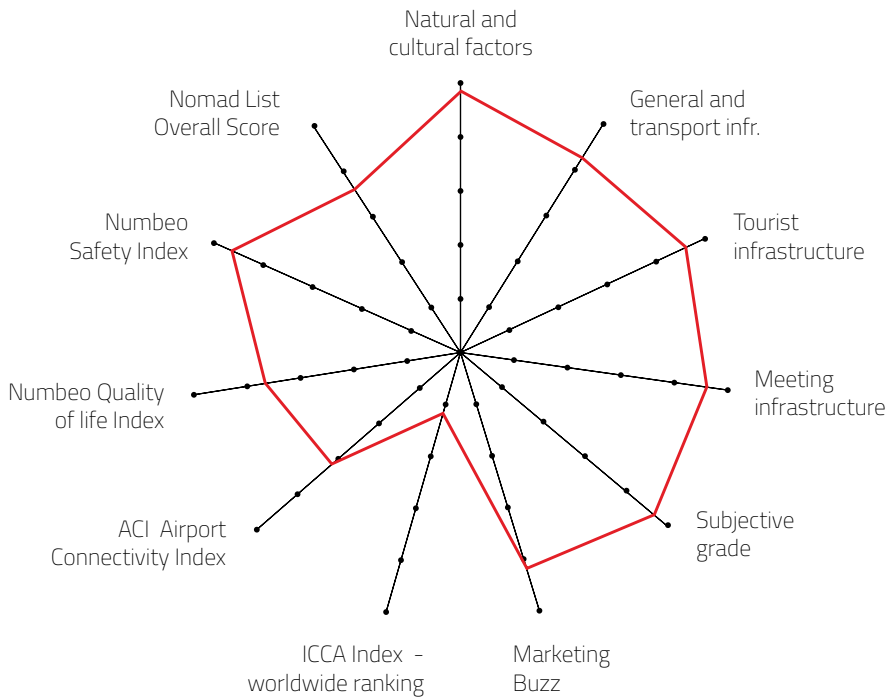 Natural and
cultural factors
General and
transport infr.
Tourist
infrastructure
Meeting
infrastructure
Subjective
grade
Marketing
Buzz
ICCA Index -
worldwide ranking
ACI Airport
Connectivity Index
Numbeo Quality
of life Index
Numbeo
Safety Index
Nomad List
Overall Score